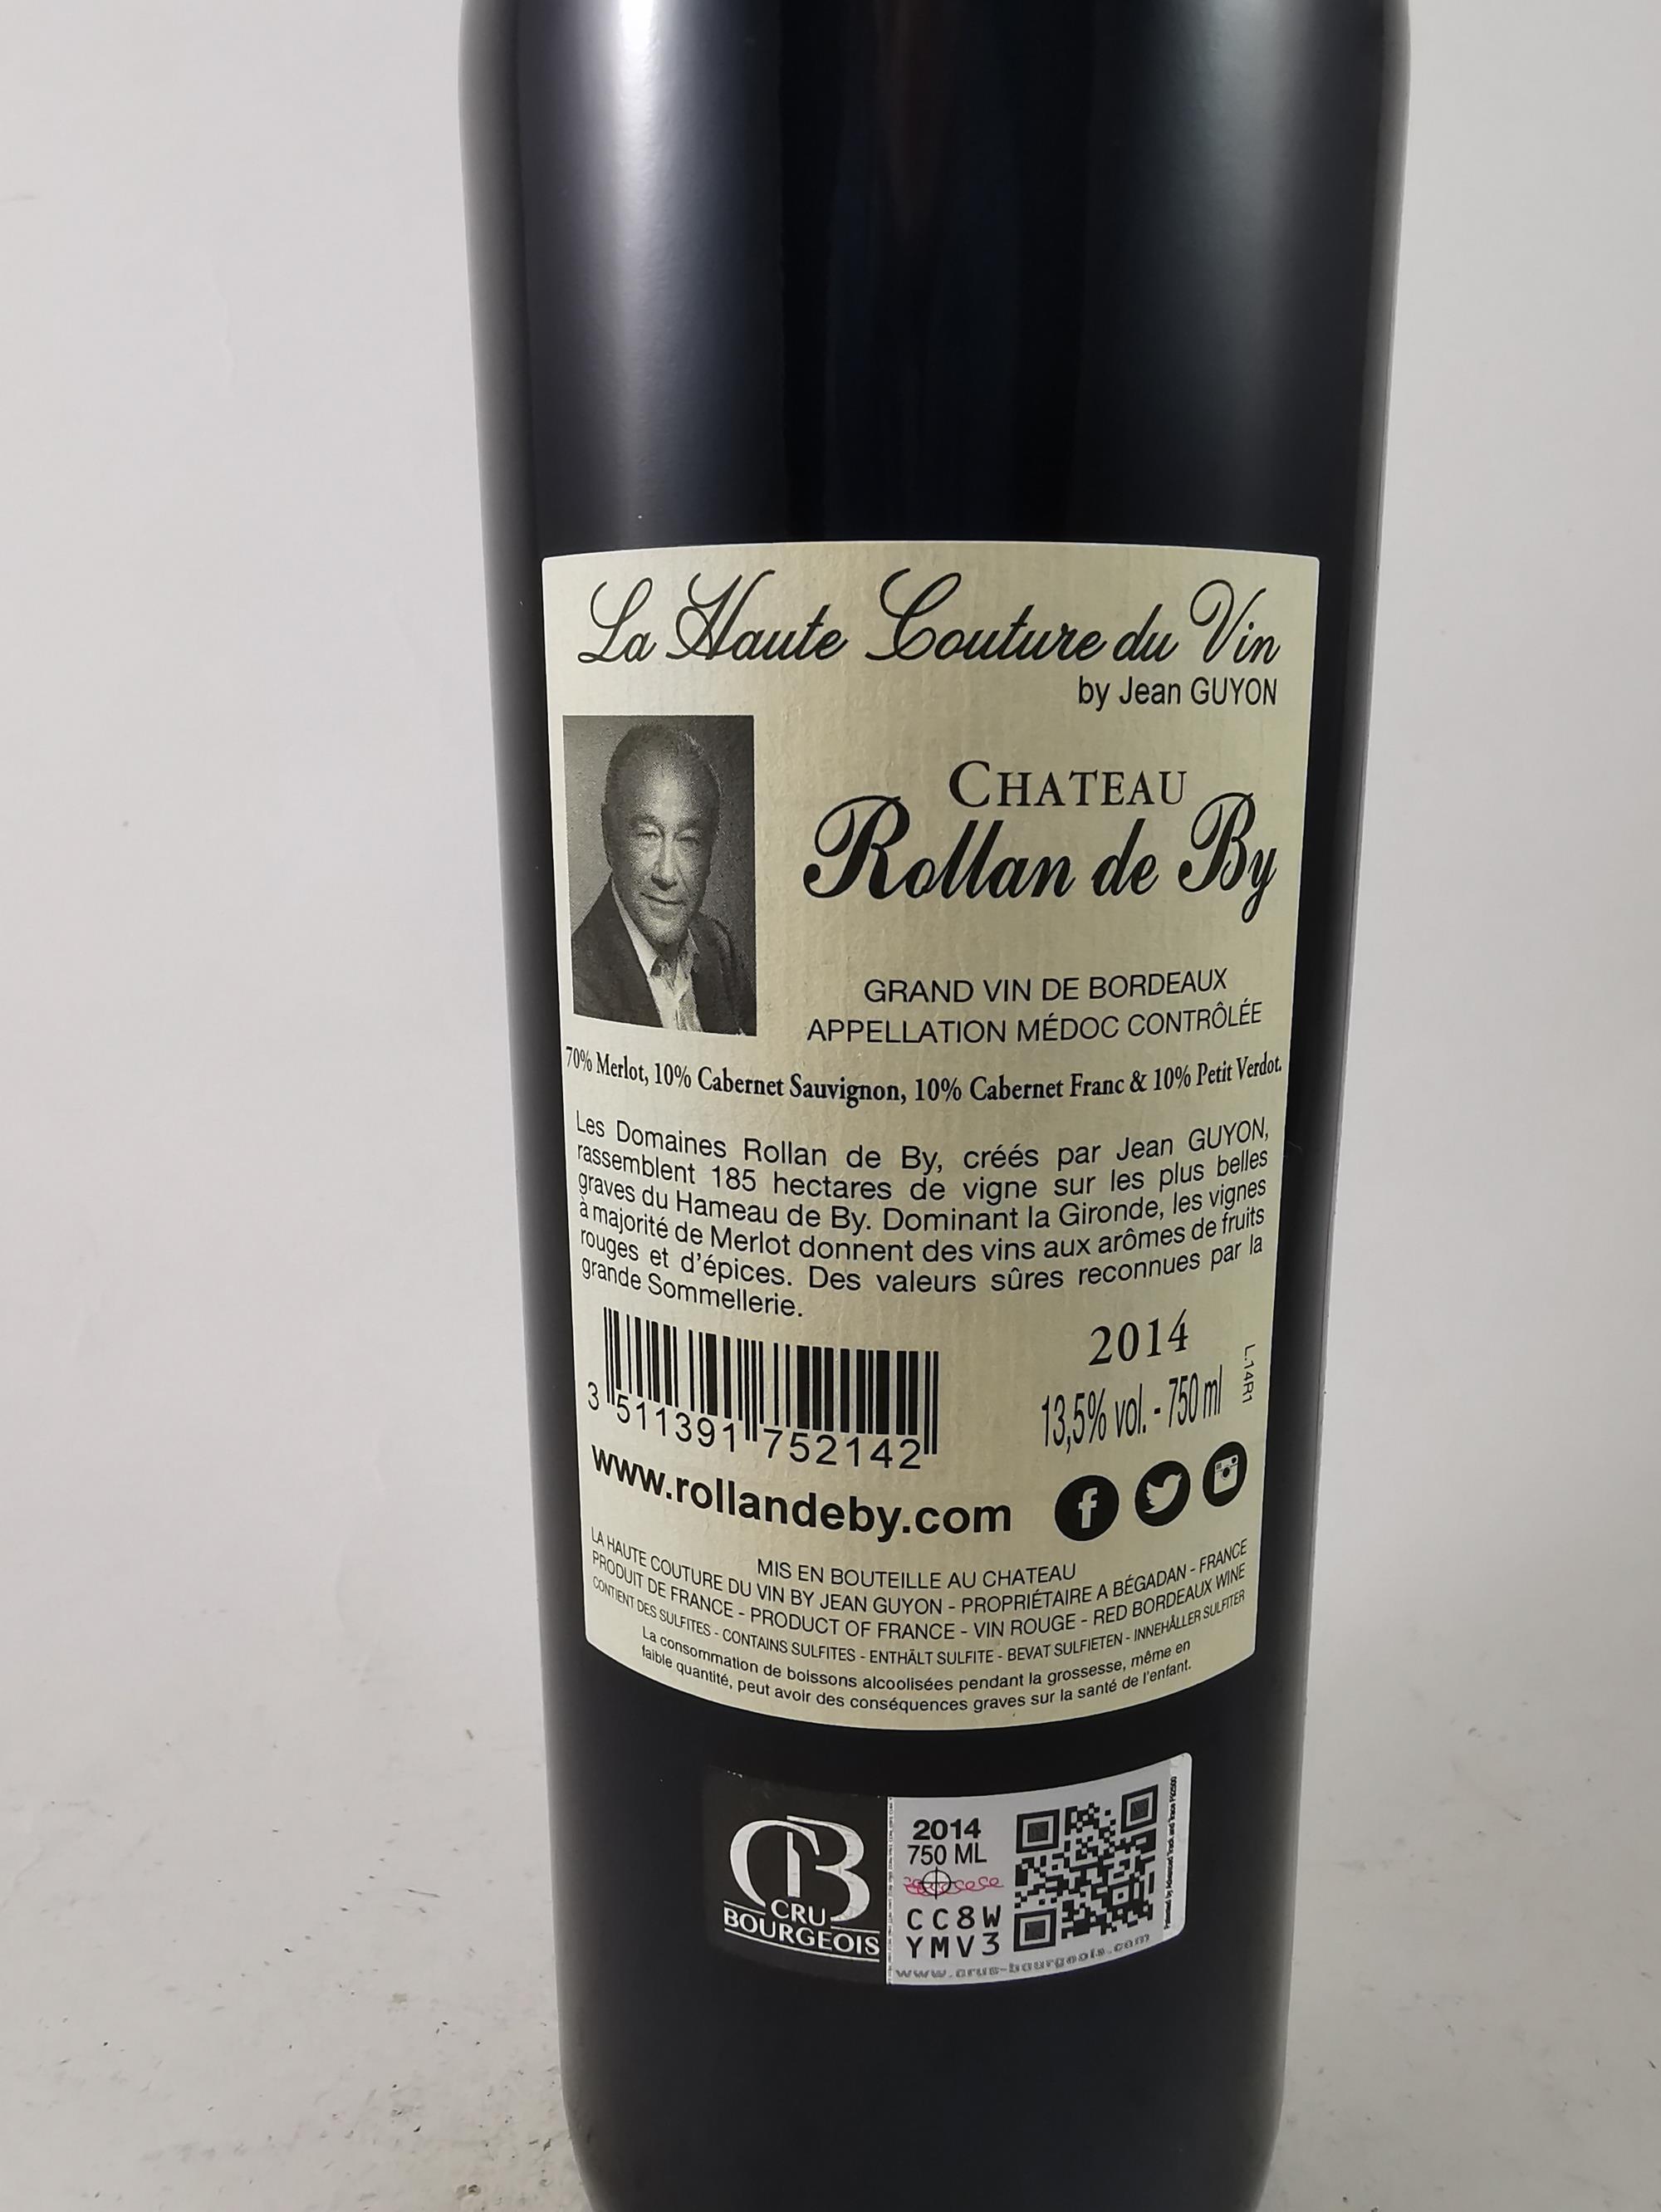 La Haute Couture du Vin
by Jean GUYON
CHATEAU
Rollan de By
GRAND VIN DE BORDEAUX
APPELLATION MÉDOC CONTRÔLÉE
70% Merlot, 10% Cabernet Sauvignon, 10% Cabernet Franc & 10% Petit Verdot.
Les Domaines Rollan de By, créés par Jean GUYON,
rassemblent 185 hectares de vigne sur les plus belles
graves du Hameau de By. Dominant la Gironde, les vignes
à majorité de Merlot donnent des vins aux arômes de fruits
rouges et d'épices. Des valeurs sûres reconnues par la
grande Sommellerie.
2014
13,5% vol. - 750 ml
L.14R1
3 511391 752142
www.rollandeby.com
MIS EN BOUTEILLE AU CHATEAU
LA HAUTE COUTURE DU VIN BY JEAN GUYON - PROPRIÉTAIRE A BÉGADAN - FRANCE
PRODUIT DE FRANCE - PRODUCT OF FRANCE - VIN ROUGE - RED BORDEAUX WINE
CONTIENT DES SULFITES - CONTAINS SULFITES - ENTHÄLT SULFITE - BEVAT SULFIETEN - INNEHÅLLER SULFITER
La consommation de boissons alcoolisées pendant la grossesse, même en
faible quantité, peut avoir des conséquences graves sur la santé de l'enfant.
CB
CRU
BOURGEOIS
2014
750 ML
CC8W
YMV3
www.crus-bourgeois.com
Patented by Advanced Track and Trace